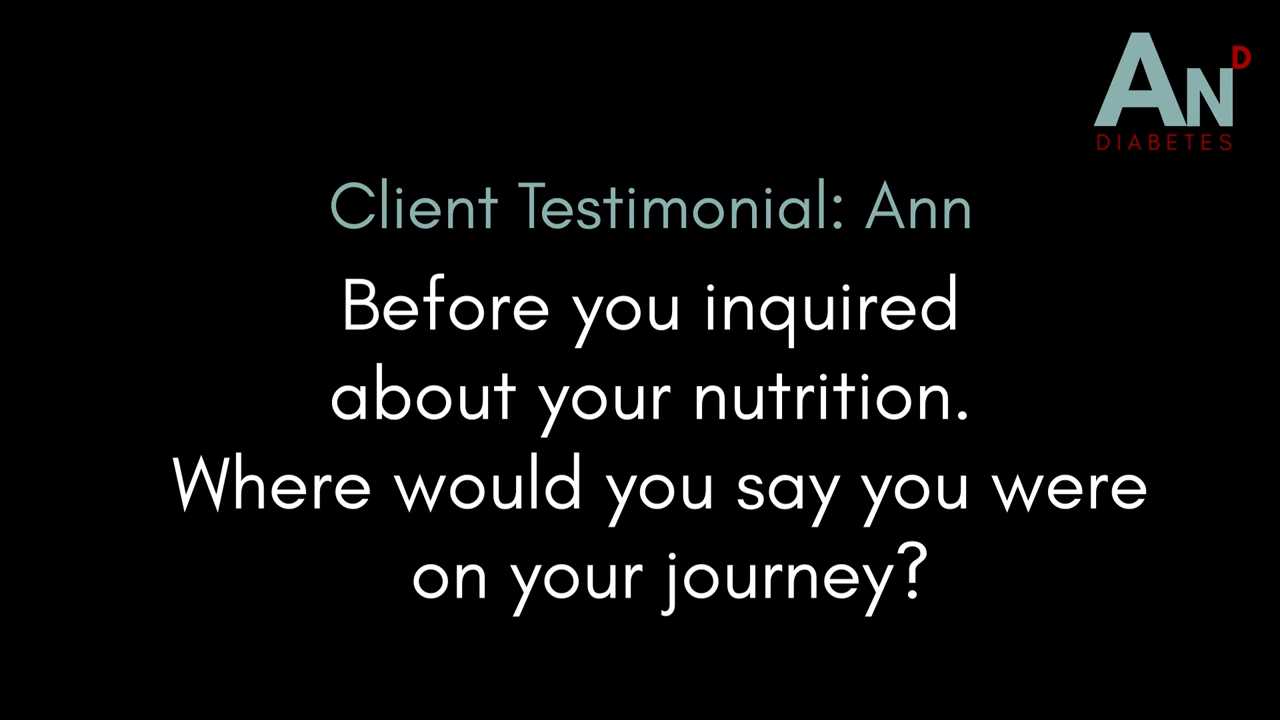 AND
DIABETES
Client Testimonial: Ann
Before you inquired
about your nutrition.
Where would you say you were
on your journey?